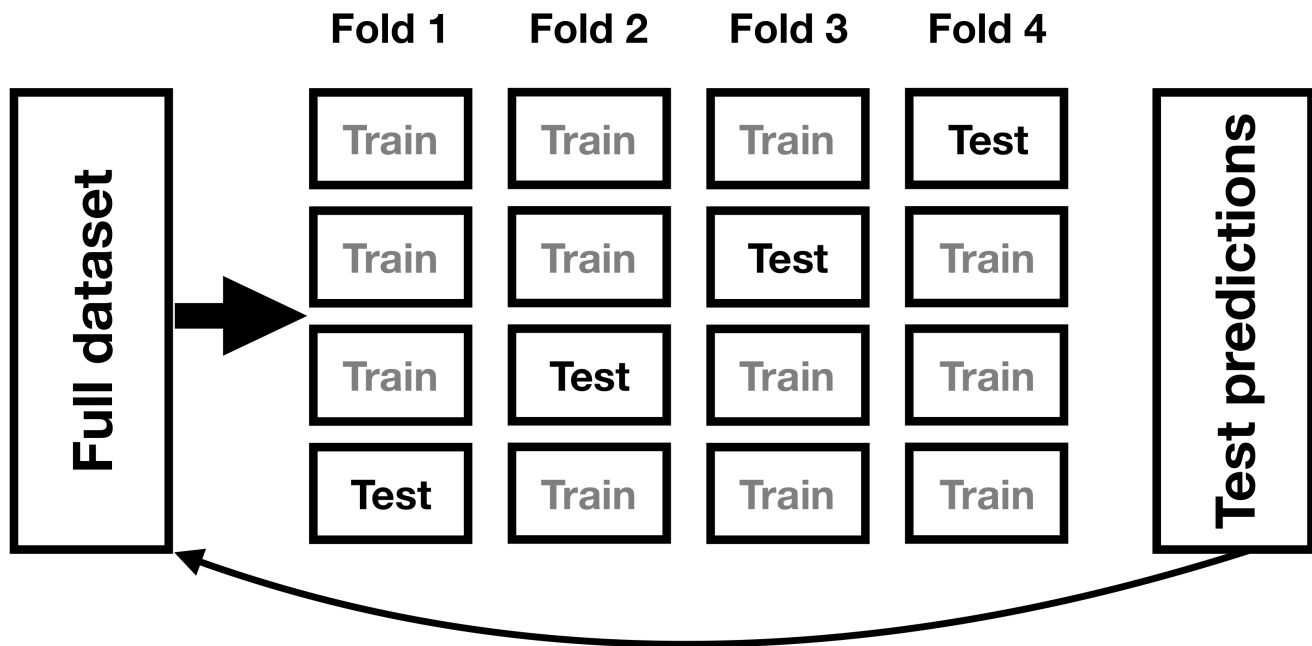 Fold 1 Fold 2 Fold 3 Fold 4
Full dataset
Train Train Train Test
Train Train Test Train
Train Test Train Train
Test Train Train Train
Test predictions